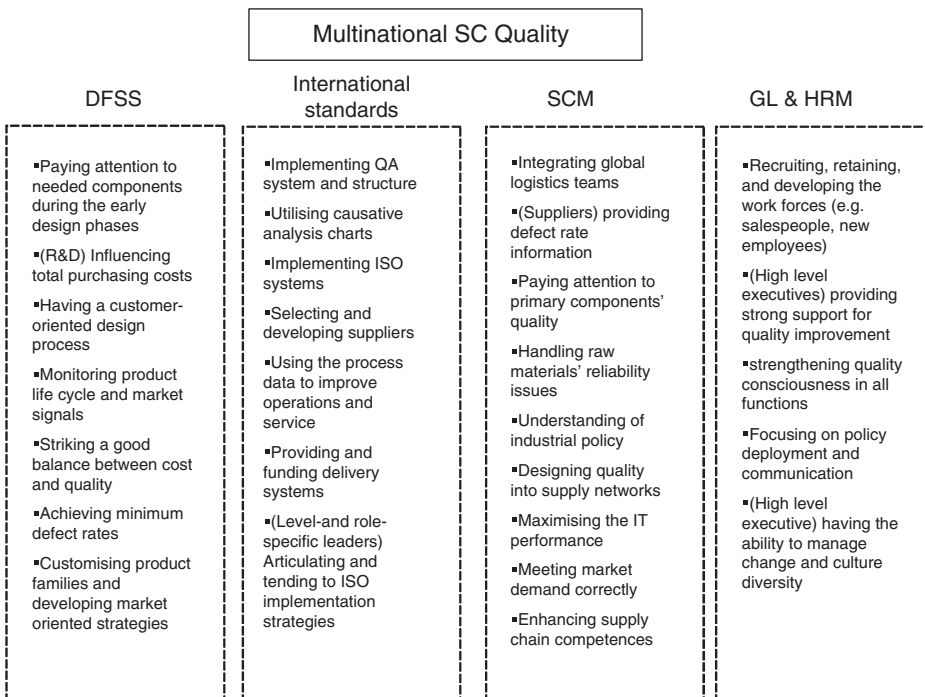 Multinational SC Quality
DFSS
▪Paying attention to
needed components
during the early
design phases
▪(R&D) Influencing
total purchasing costs
▪Having a customer-
oriented design
process
▪Monitoring product
life cycle and market
signals
▪Striking a good
balance between cost
and quality
▪Achieving minimum
defect rates
▪Customising product
families and
developing market
oriented strategies
International
standards
▪Implementing QA
system and structure
▪Utilising causative
analysis charts
▪Implementing ISO
systems
▪Selecting and
developing suppliers
▪Using the process
data to improve
operations and
service
▪Providing and
funding delivery
systems
▪(Level-and role-
specific leaders)
Articulating and
tending to ISO
implementation
strategies
SCM
▪Integrating global
logistics teams
▪(Suppliers) providing
defect rate
information
▪Paying attention to
primary components’
quality
▪Handling raw
materials’ reliability
issues
▪Understanding of
industrial policy
▪Designing quality
into supply networks
▪Maximising the IT
performance
▪Meeting market
demand correctly
▪Enhancing supply
chain competences
GL & HRM
▪Recruiting, retaining,
and developing the
work forces (e.g.
salespeople, new
employees)
▪(High level
executives) providing
strong support for
quality improvement
▪strengthening quality
consciousness in all
functions
▪Focusing on policy
deployment and
communication
▪(High level
executive) having the
ability to manage
change and culture
diversity